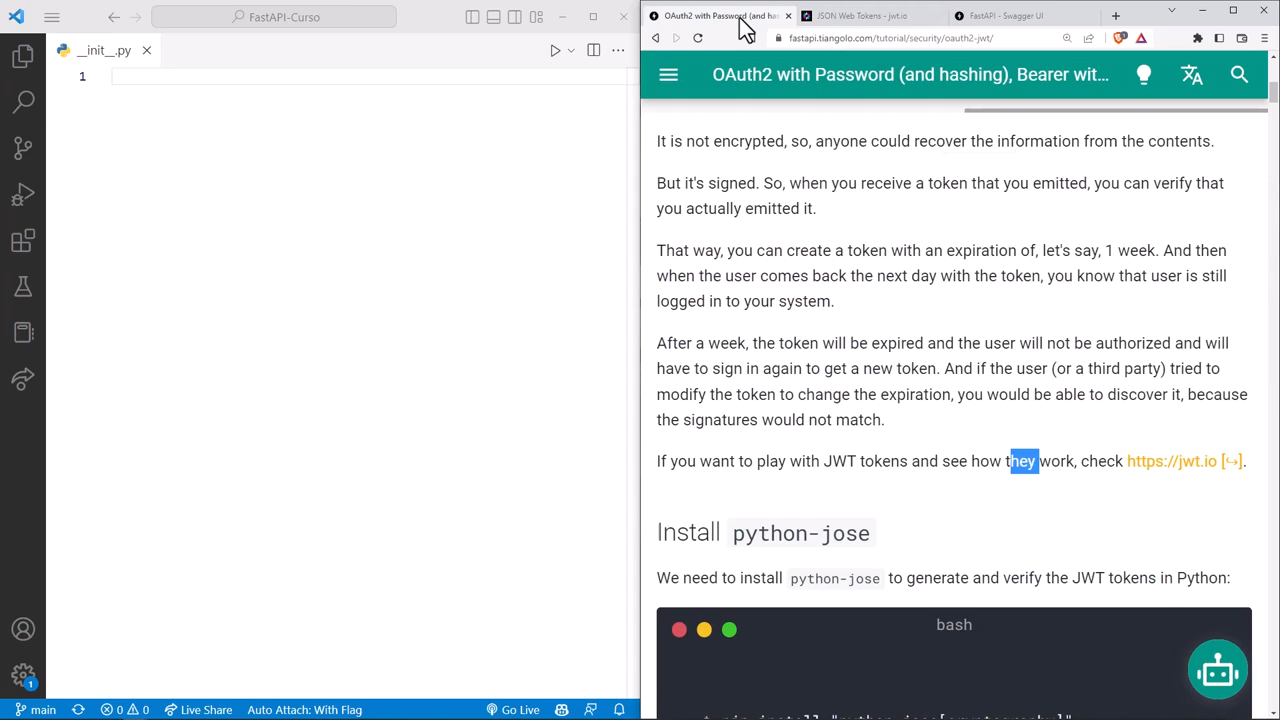 FastAPI-Curso
__init__.py
1
main
0
0
Live Share
Auto Attach: With Flag
Go Live
1
OAuth2 with Password (and has
JSON Web Tokens - jwt.io
FastAPI - Swagger UI
fastapi.tiangolo.com/tutorial/security/oauth2-jwt/
OAuth2 with Password (and hashing), Bearer wit...
It is not encrypted, so, anyone could recover the information from the contents.
But it's signed. So, when you receive a token that you emitted, you can verify that
you actually emitted it.
That way, you can create a token with an expiration of, let's say, 1 week. And then
when the user comes back the next day with the token, you know that user is still
logged in to your system.
After a week, the token will be expired and the user will not be authorized and will
have to sign in again to get a new token. And if the user (or a third party) tried to
modify the token to change the expiration, you would be able to discover it, because
the signatures would not match.
If you want to play with JWT tokens and see how they work, check https://jwt.io [↪].
Install python-jose
We need to install python-jose to generate and verify the JWT tokens in Python:
bash
pip install "python-jose[cryptography]"